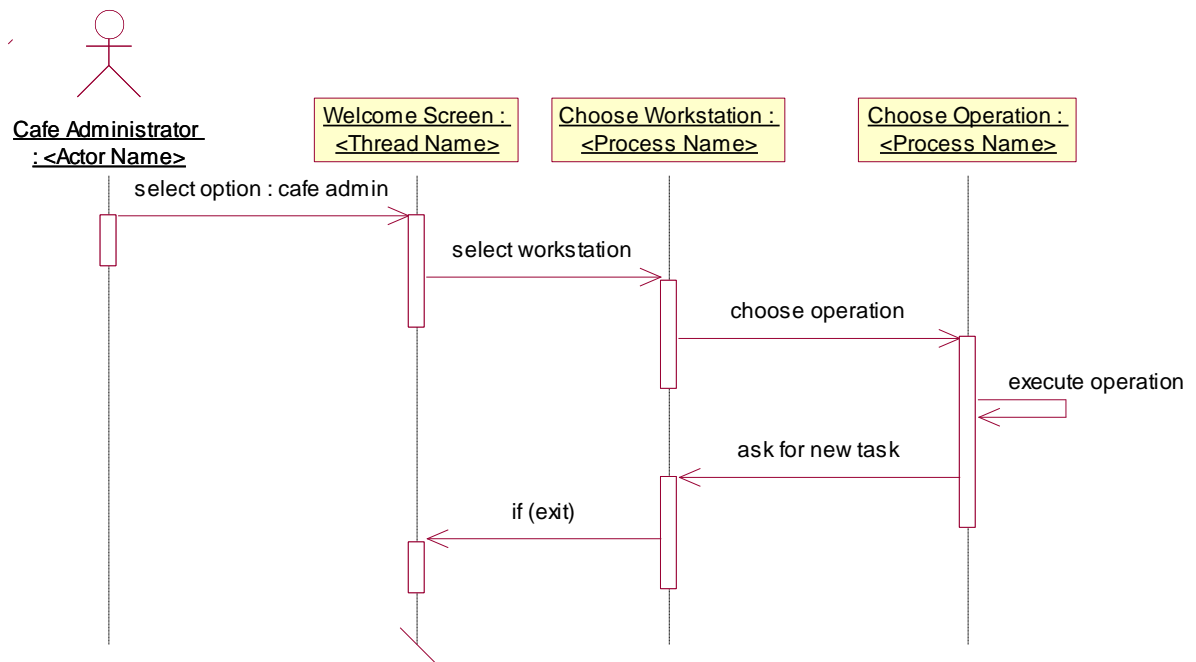 Cafe Administrator
: <Actor Name>
Welcome Screen :
<Thread Name>
Choose Workstation :
<Process Name>
Choose Operation :
<Process Name>
select option : cafe admin
select workstation
choose operation
execute operation
ask for new task
if (exit)